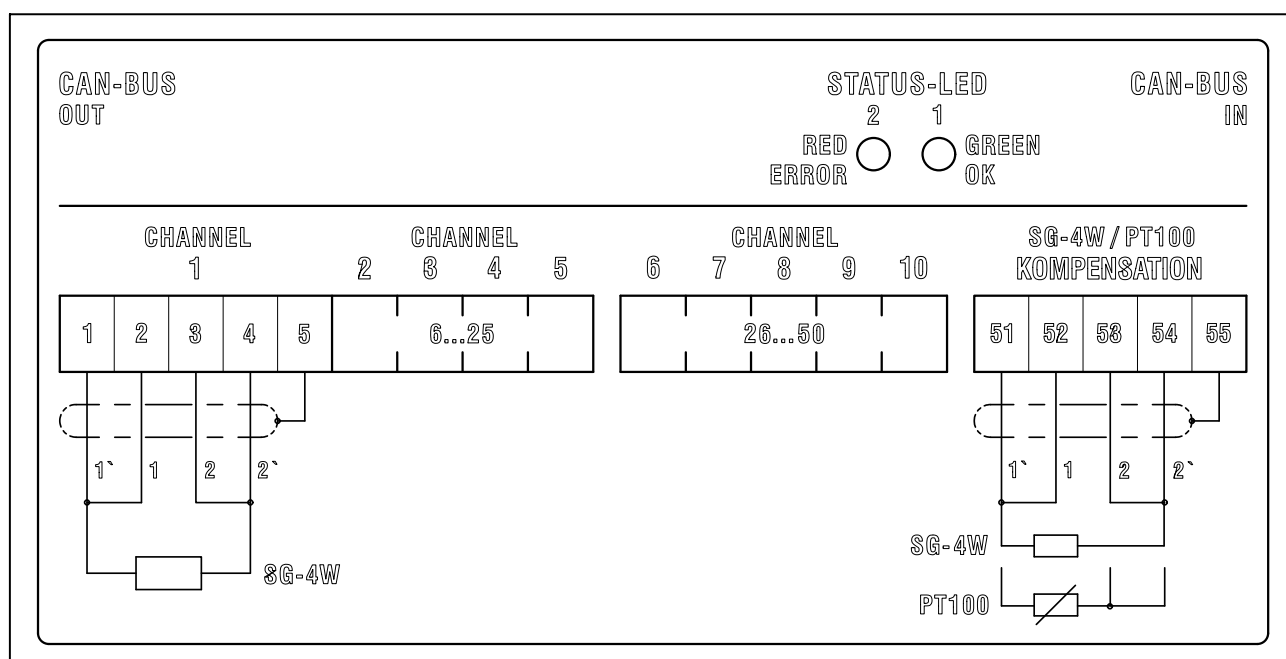 CAN-BUS STATUS-LED CAN-BUS
OUT 2 1 IN
RED GREEN
ERROR OK
CHANNEL CHANNEL CHANNEL SG-4W / PT100
1 2 3 4 5 6 7 8 9 10 KOMPENSATION
1 2 3 4 5 6...25 26...50 51 52 53 54 55
1` 1 2 2` 1` 1 2 2`
SG-4W
SG-4W
PT100